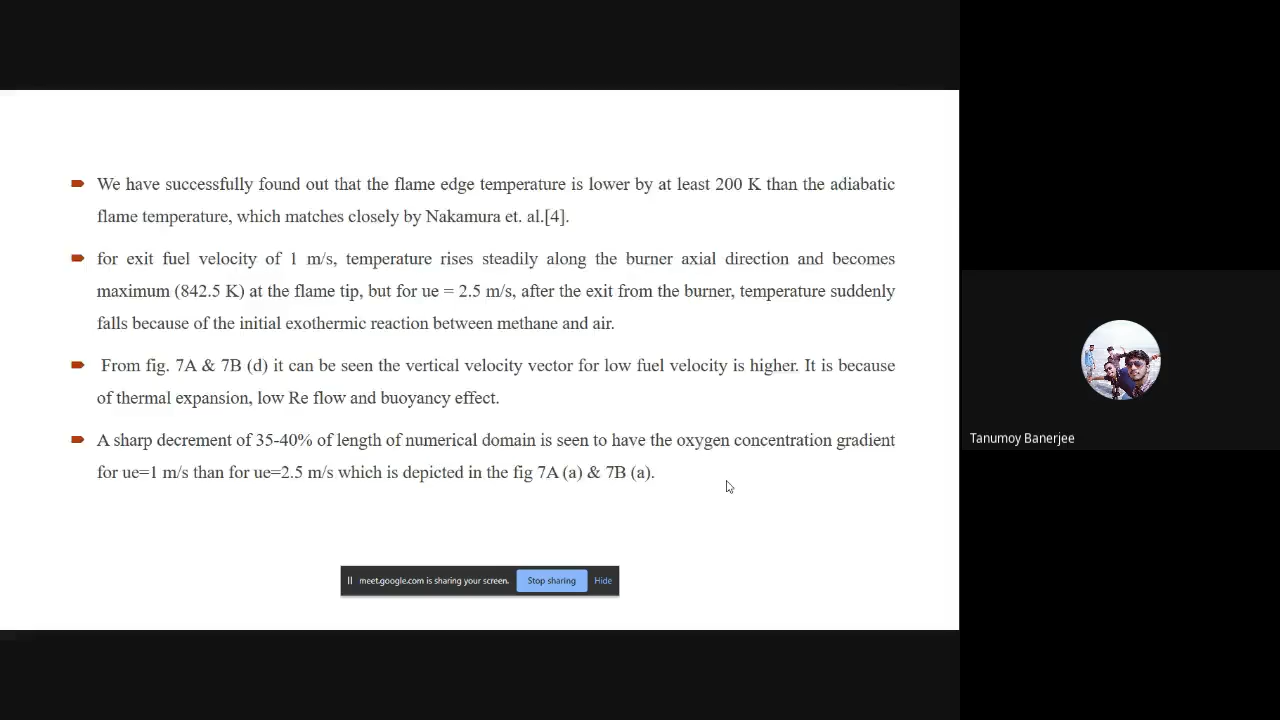 We have successfully found out that the flame edge temperature is lower by at least 200 K than the adiabatic
flame temperature, which matches closely by Nakamura et. al.[4].
for exit fuel velocity of 1 m/s, temperature rises steadily along the burner axial direction and becomes
maximum (842.5 K) at the flame tip, but for ue = 2.5 m/s, after the exit from the burner, temperature suddenly
falls because of the initial exothermic reaction between methane and air.
From fig. 7A & 7B (d) it can be seen the vertical velocity vector for low fuel velocity is higher. It is because
of thermal expansion, low Re flow and buoyancy effect.
A sharp decrement of 35-40% of length of numerical domain is seen to have the oxygen concentration gradient
for ue=1 m/s than for ue=2.5 m/s which is depicted in the fig 7A (a) & 7B (a).
meet.google.com is sharing your screen. Stop sharing Hide
Tanumoy Banerjee